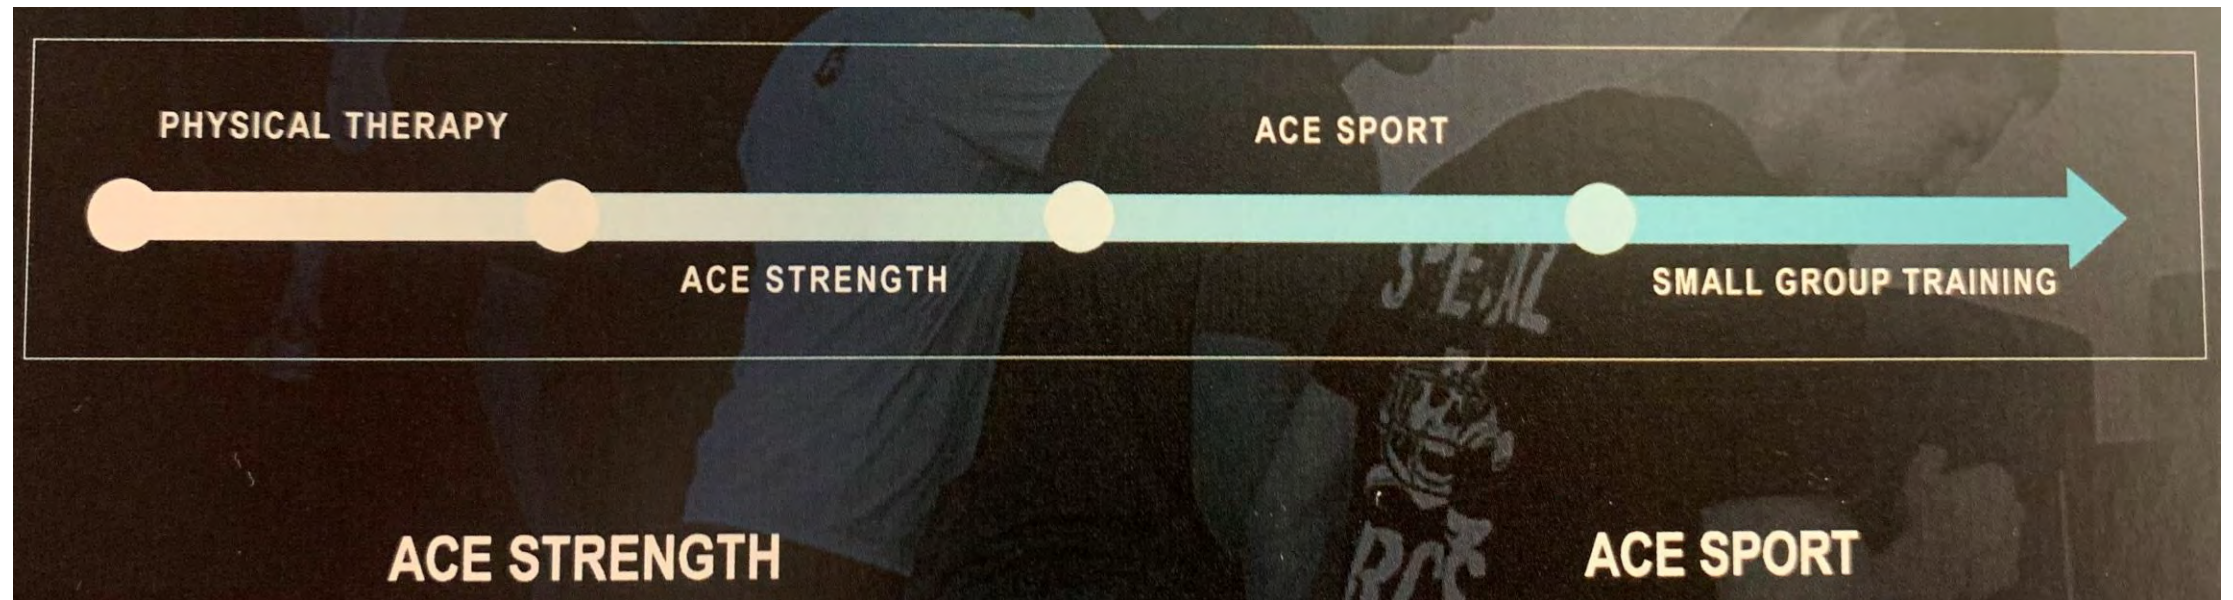 PHYSICAL THERAPY
ACE SPORT
ACE STRENGTH
SMALL GROUP TRAINING
ACE STRENGTH
ACE SPORT